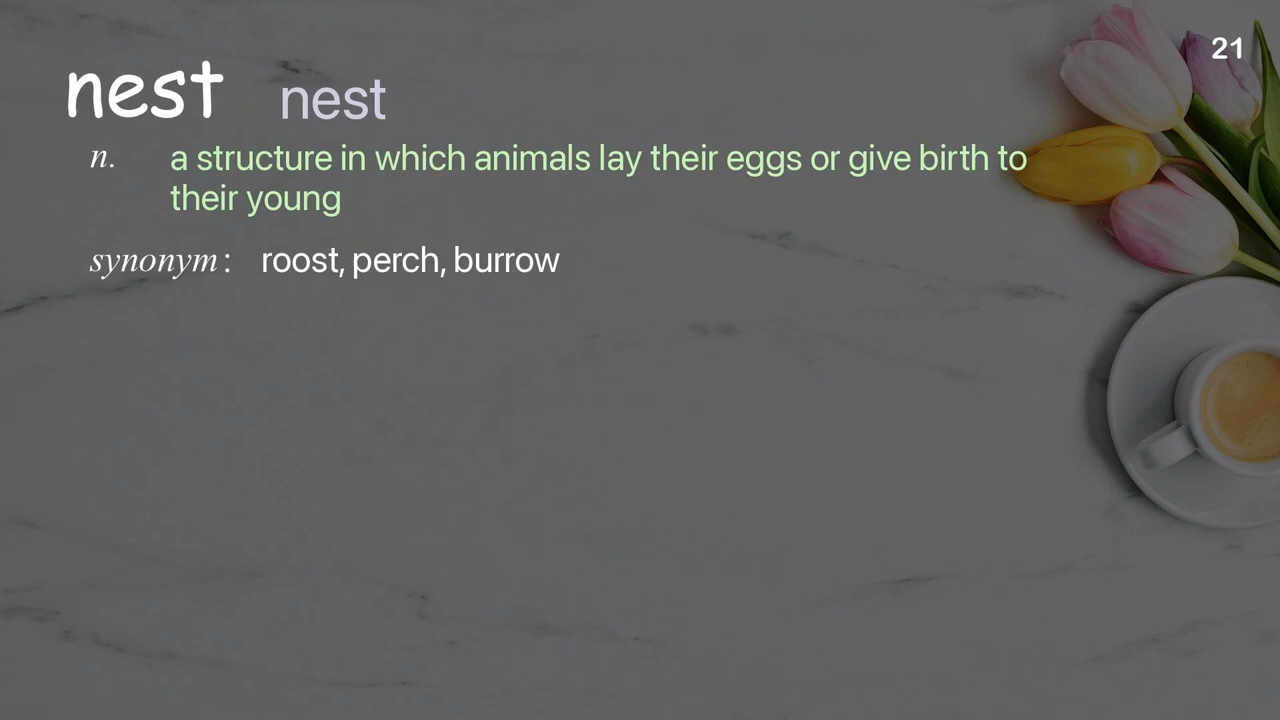 21
nest nest
n. a structure in which animals lay their eggs or give birth to
their young
synonym: roost, perch, burrow